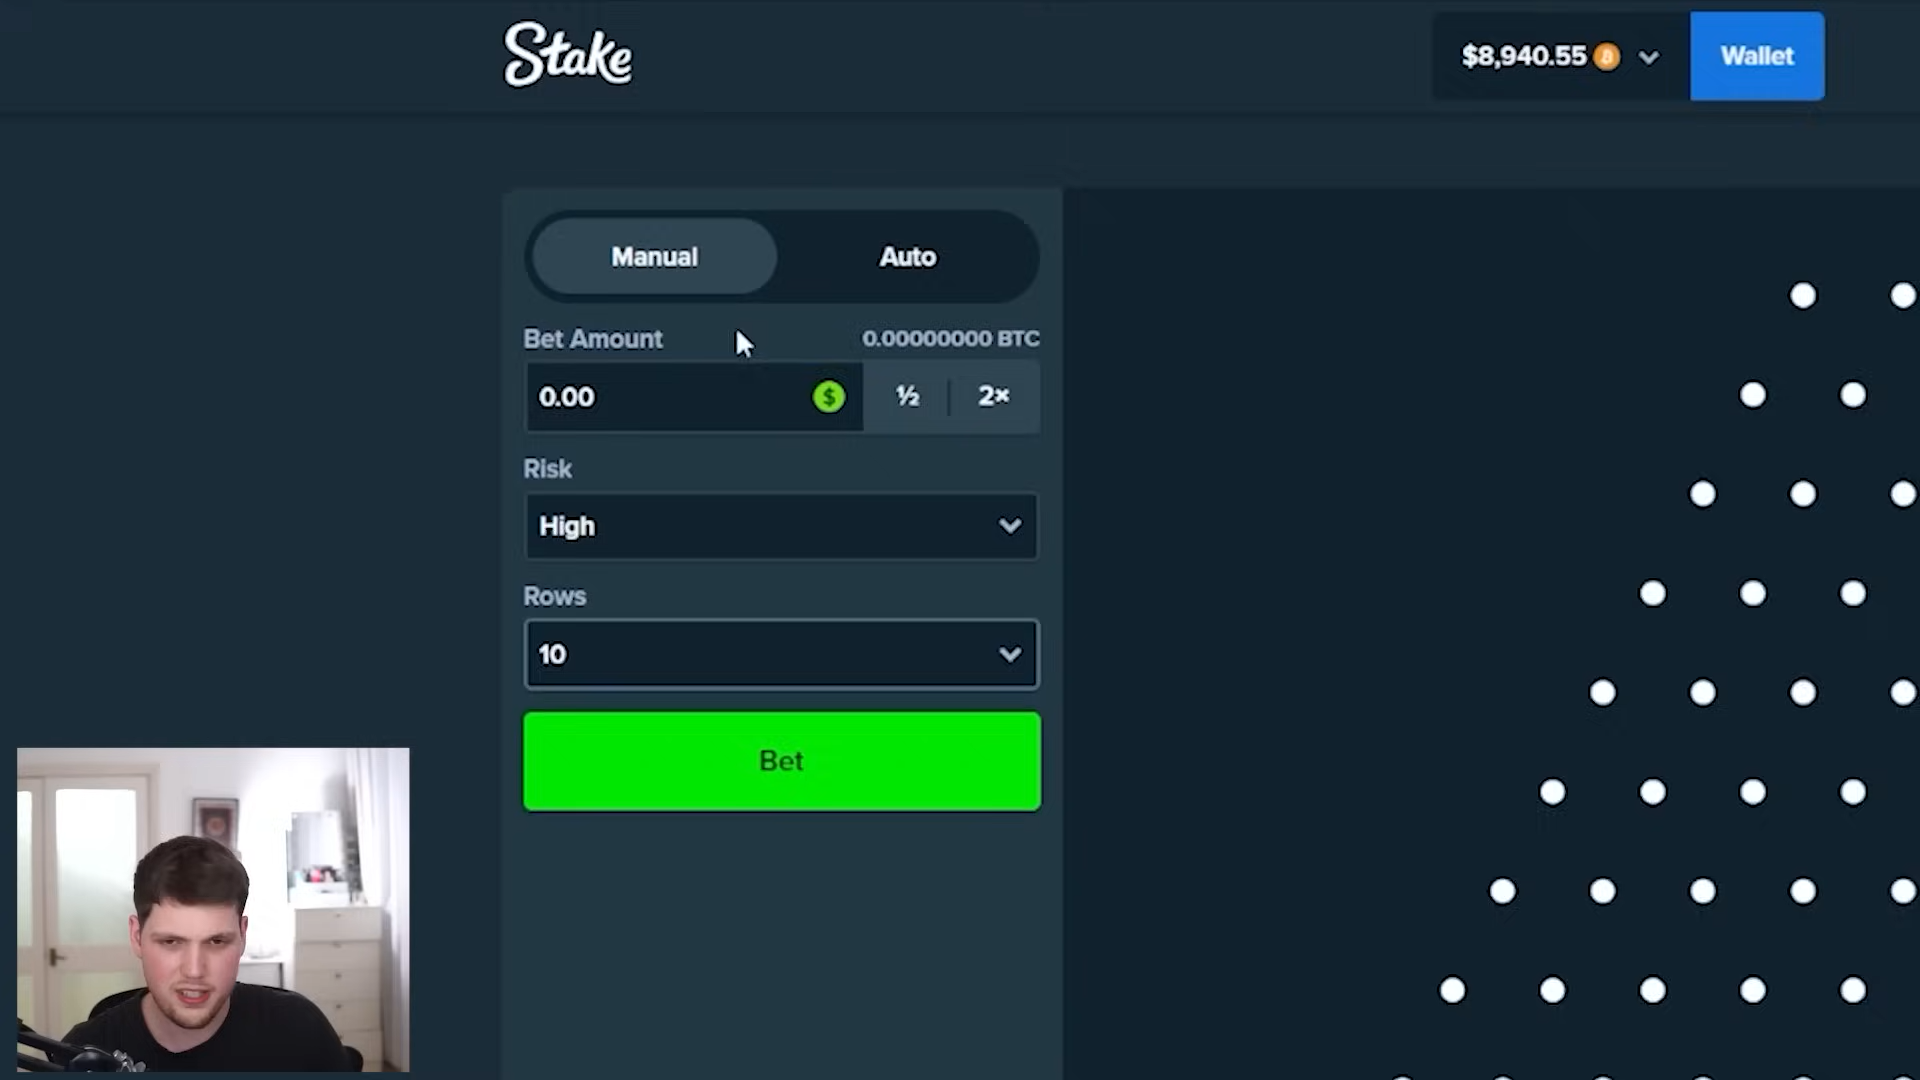 Stake
$8,940.55
Wallet
Manual
Auto
Bet Amount
0.00000000 BTC
0.00
$
½
2×
Risk
High
Rows
10
Bet